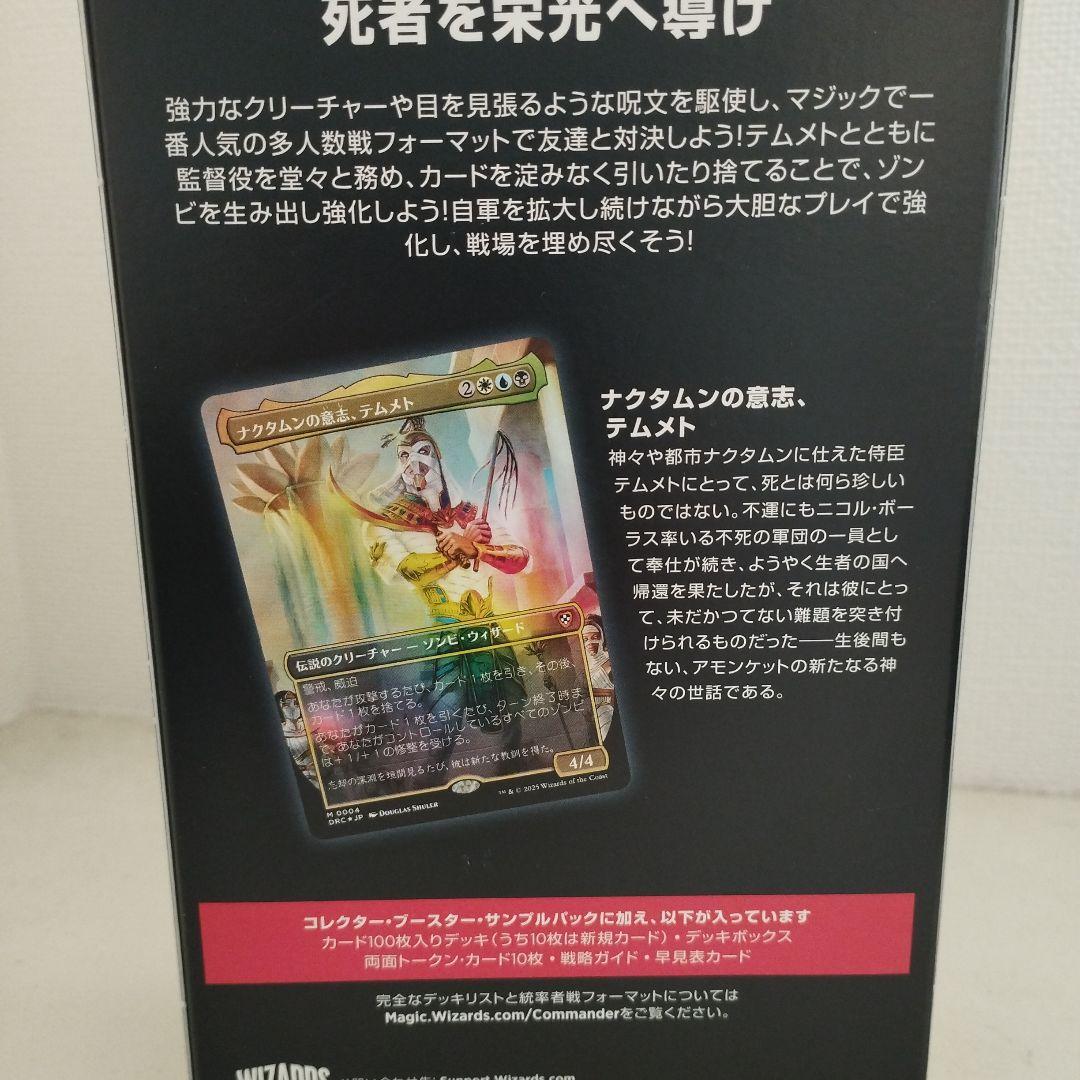 死者を栄光へ導け
強力なクリーチャーや目を見張るような呪文を駆使し、マジックで一
番人気の多人数戦フォーマットで友達と対決しよう!テムメトとともに
監督役を堂々と務め、カードを淀みなく引いたり捨てることで、ゾン
ビを生み出し強化しよう!自軍を拡大し続けながら大胆なプレイで強
化し、戦場を埋め尽くそう!
ナクタムンの意志、テムメト
2
伝説のクリーチャー — ゾンビ・ウィザード
警戒、威迫
あなたが攻撃するたび、カード1枚を引き、その後、
カード1枚を捨てる。
あなたがカード1枚を引くたび、ターン終了時ま
で、あなたがコントロールしているすべてのゾンビ
は+1/+1の修整を受ける。
忘却の深淵を垣間見るたび、彼は新たな教訓を得た。
4/4
M 0004
DRC★JP DOUGLAS SHULER
™ & © 2025 Wizards of the Coast
ナクタムンの意志、
テムメト
神々や都市ナクタムンに仕えた侍臣
テムメトにとって、死とは何ら珍しい
ものではない。不運にもニコル・ボー
ラス率いる不死の軍団の一員とし
て奉仕が続き、ようやく生者の国へ
帰還を果たしたが、それは彼にとっ
て、未だかつてない難題を突き付
けられるものだった――生後間も
ない、アモンケットの新たなる神
々の世話である。
コレクター・ブースター・サンプルパックに加え、以下が入っています
カード100枚入りデッキ(うち10枚は新規カード)・デッキボックス
両面トークン・カード10枚・戦略ガイド・早見表カード
完全なデッキリストと統率者戦フォーマットについては
Magic.Wizards.com/Commanderをご覧ください。
WIZARDS
Support.Wizards.com